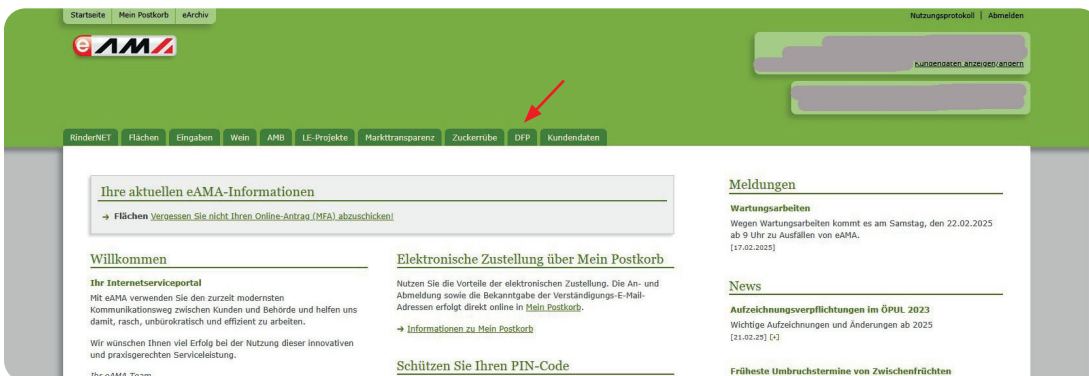 Startseite Mein Postkorb eArchiv
Nutzungsprotokoll | Abmelden
eAMA
Kundendaten anzeigen/ändern
RinderNET Flächen Eingaben Wein AMB LE-Projekte Markttransparenz Zuckerrübe DFP Kundendaten
Ihre aktuellen eAMA-Informationen
→ Flächen Vergessen Sie nicht Ihren Online-Antrag (MFA) abzuschicken!
Willkommen
Ihr Internetserviceportal
Mit eAMA verwenden Sie den zurzeit modernsten
Kommunikationsweg zwischen Kunden und Behörde und helfen uns
damit, rasch, unbürokratisch und effizient zu arbeiten.
Wir wünschen Ihnen viel Erfolg bei der Nutzung dieser innovativen
und praxisgerechten Serviceleistung.
Ihr eAMA-Team
Elektronische Zustellung über Mein Postkorb
Nutzen Sie die Vorteile der elektronischen Zustellung. Die An- und
Abmeldung sowie die Bekanntgabe der Verständigungs-E-Mail-
Adressen erfolgt direkt online in Mein Postkorb.
→ Informationen zu Mein Postkorb
Schützen Sie Ihren PIN-Code
Meldungen
Wartungsarbeiten
Wegen Wartungsarbeiten kommt es am Samstag, den 22.02.2025
ab 9 Uhr zu Ausfällen von eAMA.
[17.02.2025]
News
Aufzeichnungsverpflichtungen im ÖPUL 2023
Wichtige Aufzeichnungen und Änderungen ab 2025
[21.02.25] [+]
Früheste Umbruchstermine von Zwischenfrüchten